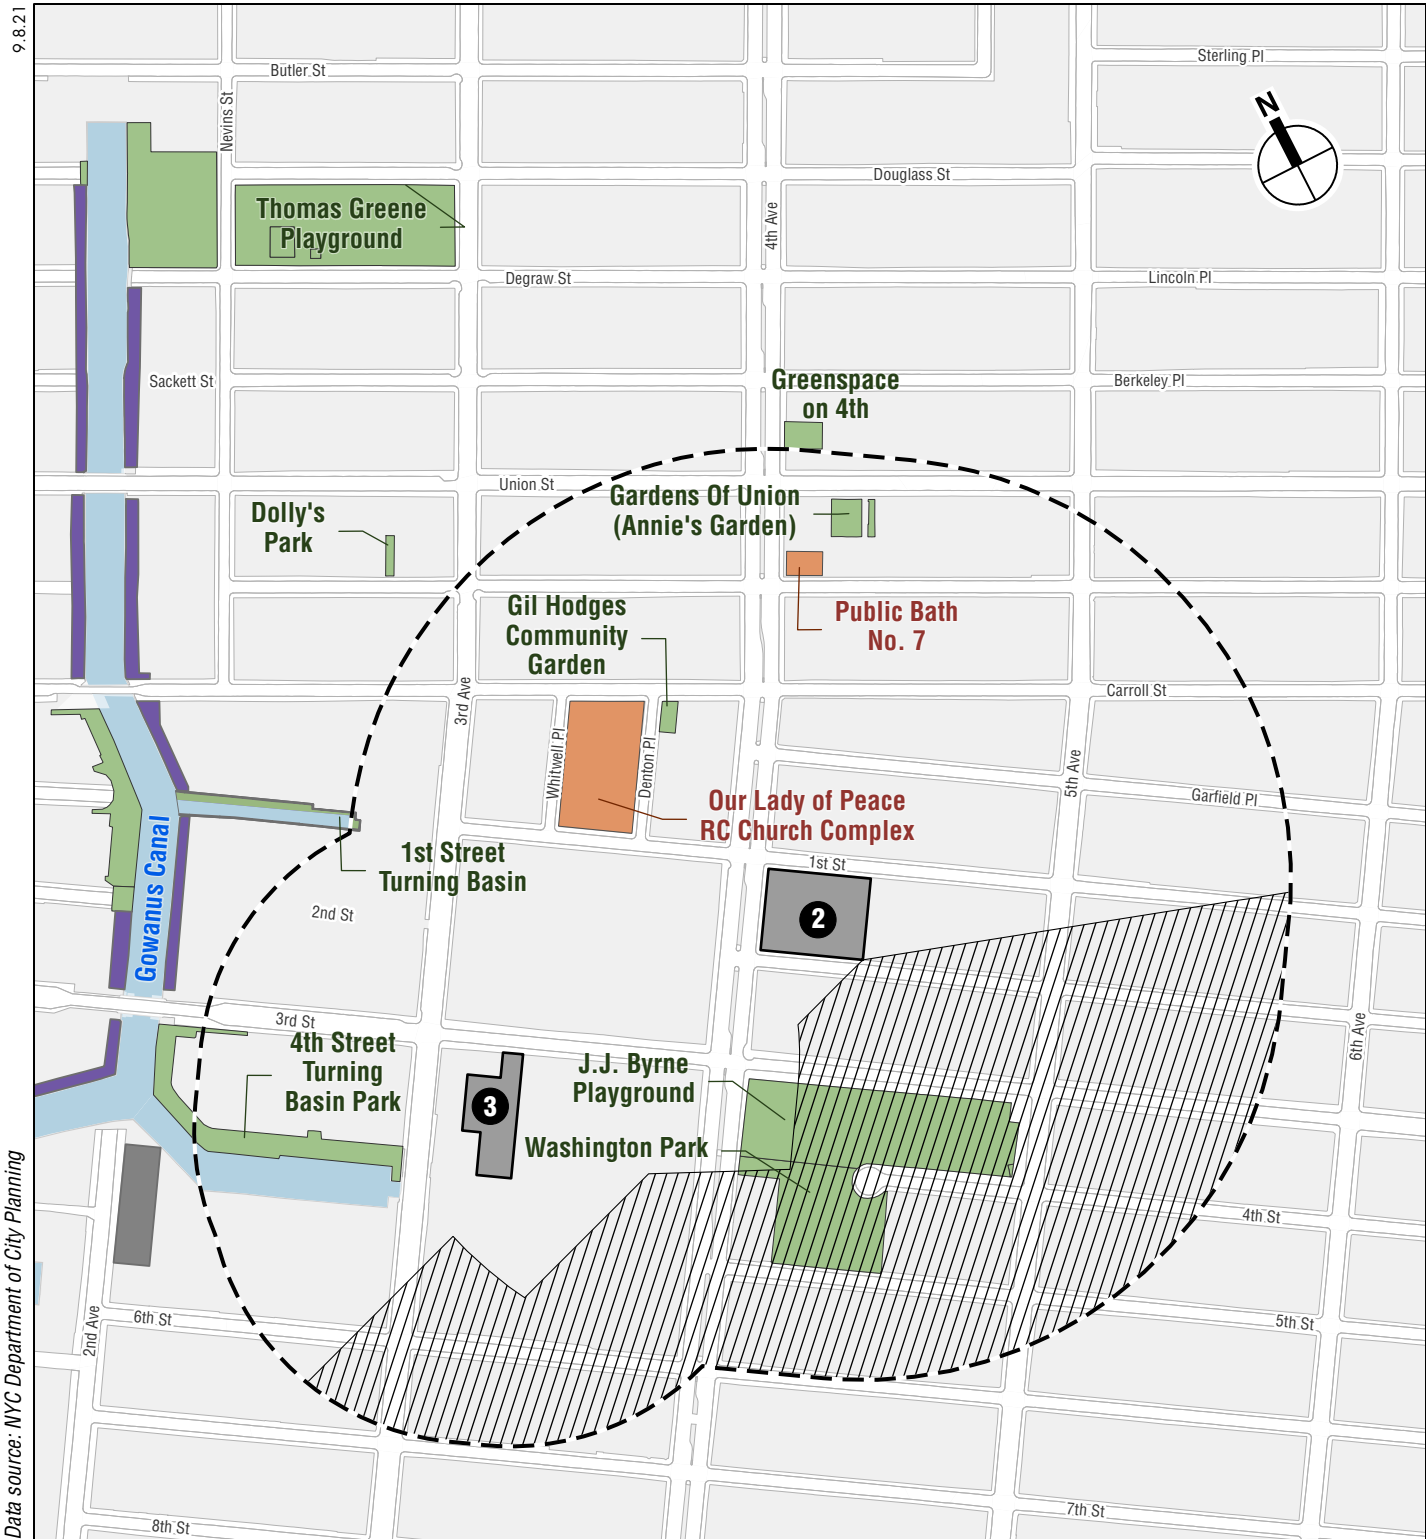 9.8.21
Butler St
Sterling Pl
Nevins St
N
Douglass St
Thomas Greene
Playground
4th Ave
Degraw St
Lincoln Pl
Sackett St
Greenspace
on 4th
Berkeley Pl
Union St
Gardens Of Union
(Annie's Garden)
Dolly's
Park
Gil Hodges
Community
Garden
Public Bath
No. 7
3rd Ave
Carroll St
Whitwell Pl
Denton Pl
5th Ave
Garfield Pl
Our Lady of Peace
RC Church Complex
Gowanus Canal
1st Street
Turning Basin
1st St
2nd St
2
3rd St
4th Street
Turning
Basin Park
6th Ave
J.J. Byrne
Playground
3
Washington Park
4th St
2nd Ave
6th St
5th St
7th St
8th St
Data source: NYC Department of City Planning